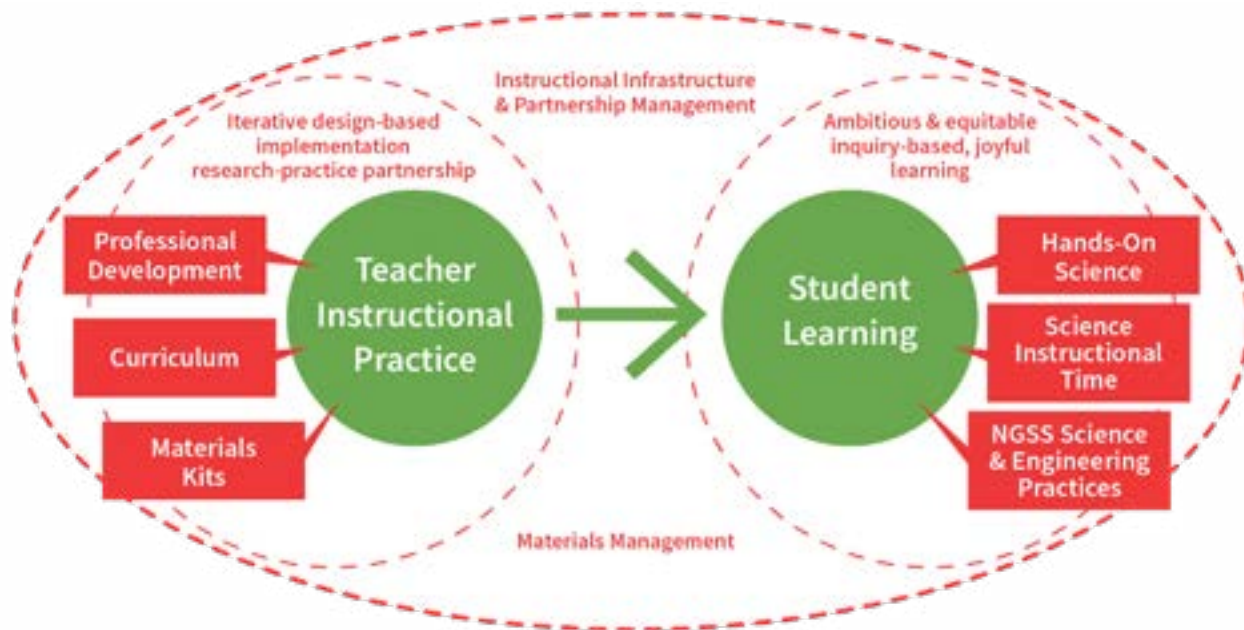 Instructional Infrastructure
& Partnership Management
Iterative design-based
implementation
research-practice partnership
Ambitious & equitable
inquiry-based, joyful
learning
Professional
Development
Curriculum
Materials
Kits
Teacher
Instructional
Practice
Student
Learning
Hands-On
Science
Science
Instructional
Time
NGSS Science
& Engineering
Practices
Materials Management